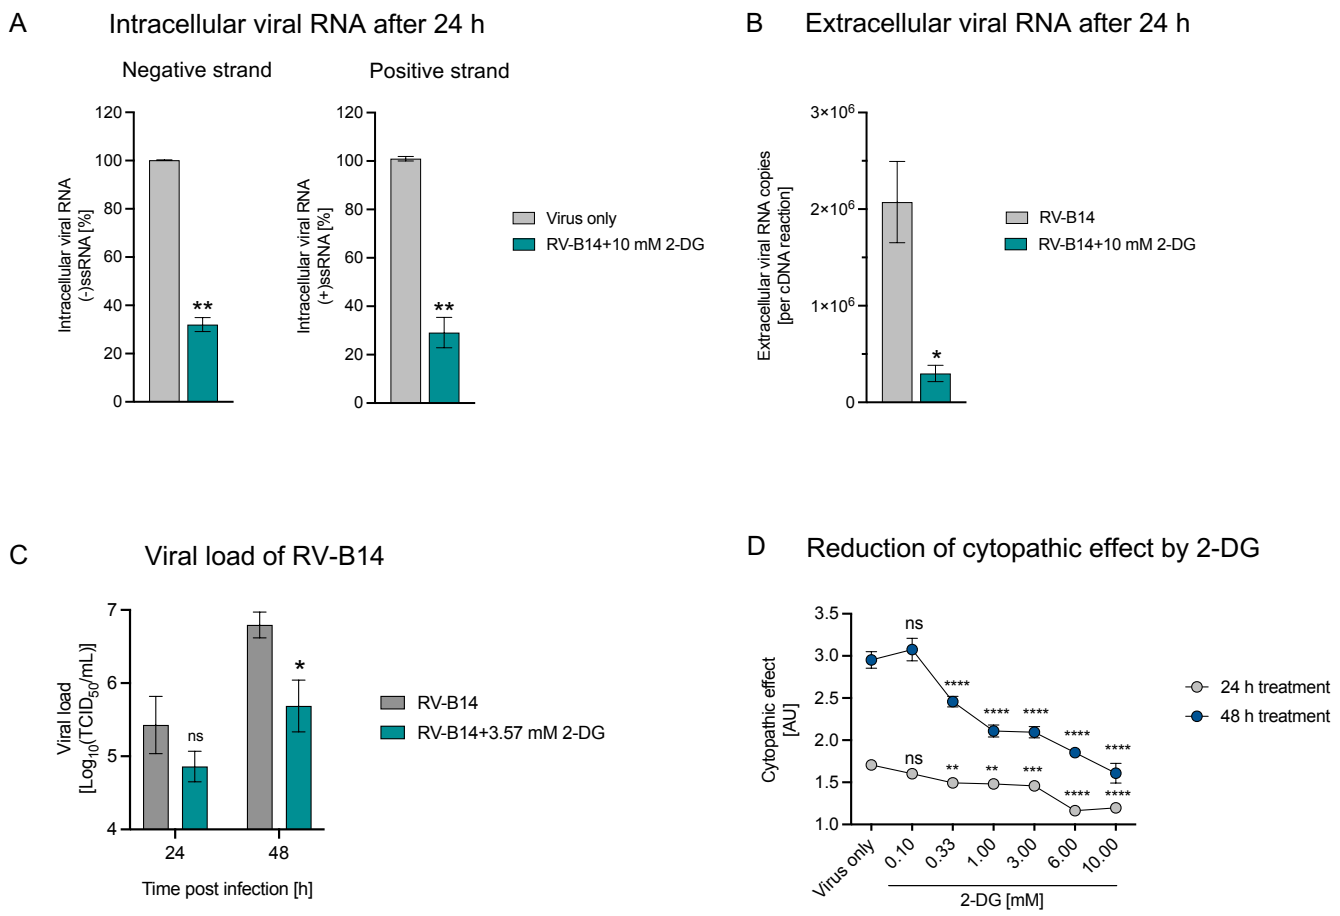 A
Intracellular viral RNA after 24 h
Negative strand
Positive strand
120
100
80
60
40
20
0
Intracellular viral RNA
(-)ssRNA [%]
**
120
100
80
60
40
20
0
Intracellular viral RNA
(+)ssRNA [%]
**
Virus only
RV-B14+10 mM 2-DG
B
Extracellular viral RNA after 24 h
3×10⁶
2×10⁶
1×10⁶
0
Extracellular viral RNA copies
[per cDNA reaction]
*
RV-B14
RV-B14+10 mM 2-DG
C
Viral load of RV-B14
7
6
5
4
Viral load
[Log₁₀(TCID₅₀/mL)]
ns
*
24
48
Time post infection [h]
RV-B14
RV-B14+3.57 mM 2-DG
D
Reduction of cytopathic effect by 2-DG
3.5
3.0
2.5
2.0
1.5
1.0
Cytopathic effect
[AU]
ns
****
****
****
****
****
ns
**
**
***
****
****
Virus only
0.10
0.33
1.00
3.00
6.00
10.00
2-DG [mM]
24 h treatment
48 h treatment